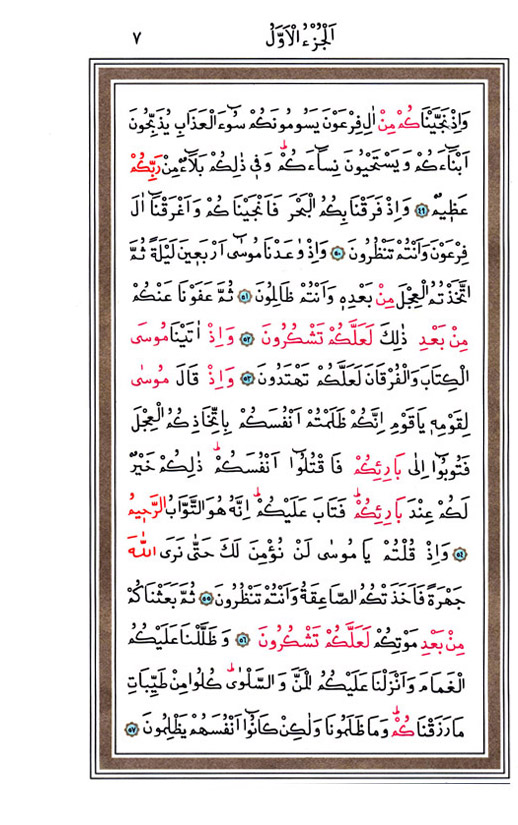 اَلْجُزْءُ الْاَوَّلُ ٧
وَاِذْ نَجَّيْنَاكُمْ مِنْ اٰلِ فِرْعَوْنَ يَسُومُونَكُمْ سُٓوءَ الْعَذَابِ يُذَبِّحُونَ
اَبْنَٓاءَكُمْ وَيَسْتَحْيُونَ نِسَٓاءَكُمْۜ وَفٖي ذٰلِكُمْ بَلَٓاءٌ مِنْ رَبِّكُمْ
عَظٖيمٌ ﴿٤٩﴾ وَاِذْ فَرَقْنَا بِكُمُ الْبَحْرَ فَاَنْجَيْنَاكُمْ وَاَغْرَقْنَٓا اٰلَ
فِرْعَوْنَ وَاَنْتُمْ تَنْظُرُونَ ﴿٥٠﴾ وَاِذْ وٰعَدْنَا مُوسٰٓى اَرْبَعٖينَ لَيْلَةً ثُمَّ
اتَّخَذْتُمُ الْعِجْلَ مِنْ بَعْدِهٖ وَاَنْتُمْ ظَالِمُونَ ﴿٥١﴾ ثُمَّ عَفَوْنَا عَنْكُمْ
مِنْ بَعْدِ ذٰلِكَ لَعَلَّكُمْ تَشْكُرُونَ ﴿٥٢﴾ وَاِذْ اٰتَيْنَا مُوسَى
الْكِتَابَ وَالْفُرْقَانَ لَعَلَّكُمْ تَهْتَدُونَ ﴿٥٣﴾ وَاِذْ قَالَ مُوسٰى
لِقَوْمِهٖ يَا قَوْمِ اِنَّكُمْ ظَلَمْتُمْ اَنْفُسَكُمْ بِاتِّخَاذِكُمُ الْعِجْلَ
فَتُوبُٓوا اِلٰى بَارِئِكُمْ فَاقْتُلُٓوا اَنْفُسَكُمْۜ ذٰلِكُمْ خَيْرٌ
لَكُمْ عِنْدَ بَارِئِكُمْۜ فَتَابَ عَلَيْكُمْۜ اِنَّهُ هُوَ التَّوَّابُ الرَّحٖيمُ
﴿٥٤﴾ وَاِذْ قُلْتُمْ يَا مُوسٰى لَنْ نُؤْمِنَ لَكَ حَتّٰى نَرَى اللّٰهَ
جَهْرَةً فَاَخَذَتْكُمُ الصَّاعِقَةُ وَاَنْتُمْ تَنْظُرُونَ ﴿٥٥﴾ ثُمَّ بَعَثْنَاكُمْ
مِنْ بَعْدِ مَوْتِكُمْ لَعَلَّكُمْ تَشْكُرُونَ ﴿٥٦﴾ وَظَلَّلْنَا عَلَيْكُمُ
الْغَمَامَ وَاَنْزَلْنَا عَلَيْكُمُ الْمَنَّ وَالسَّلْوٰىۜ كُلُوا مِنْ طَيِّبَاتِ
مَا رَزَقْنَاكُمْۜ وَمَا ظَلَمُونَا وَلٰكِنْ كَانُٓوا اَنْفُسَهُمْ يَظْلِمُونَ ﴿٥٧﴾